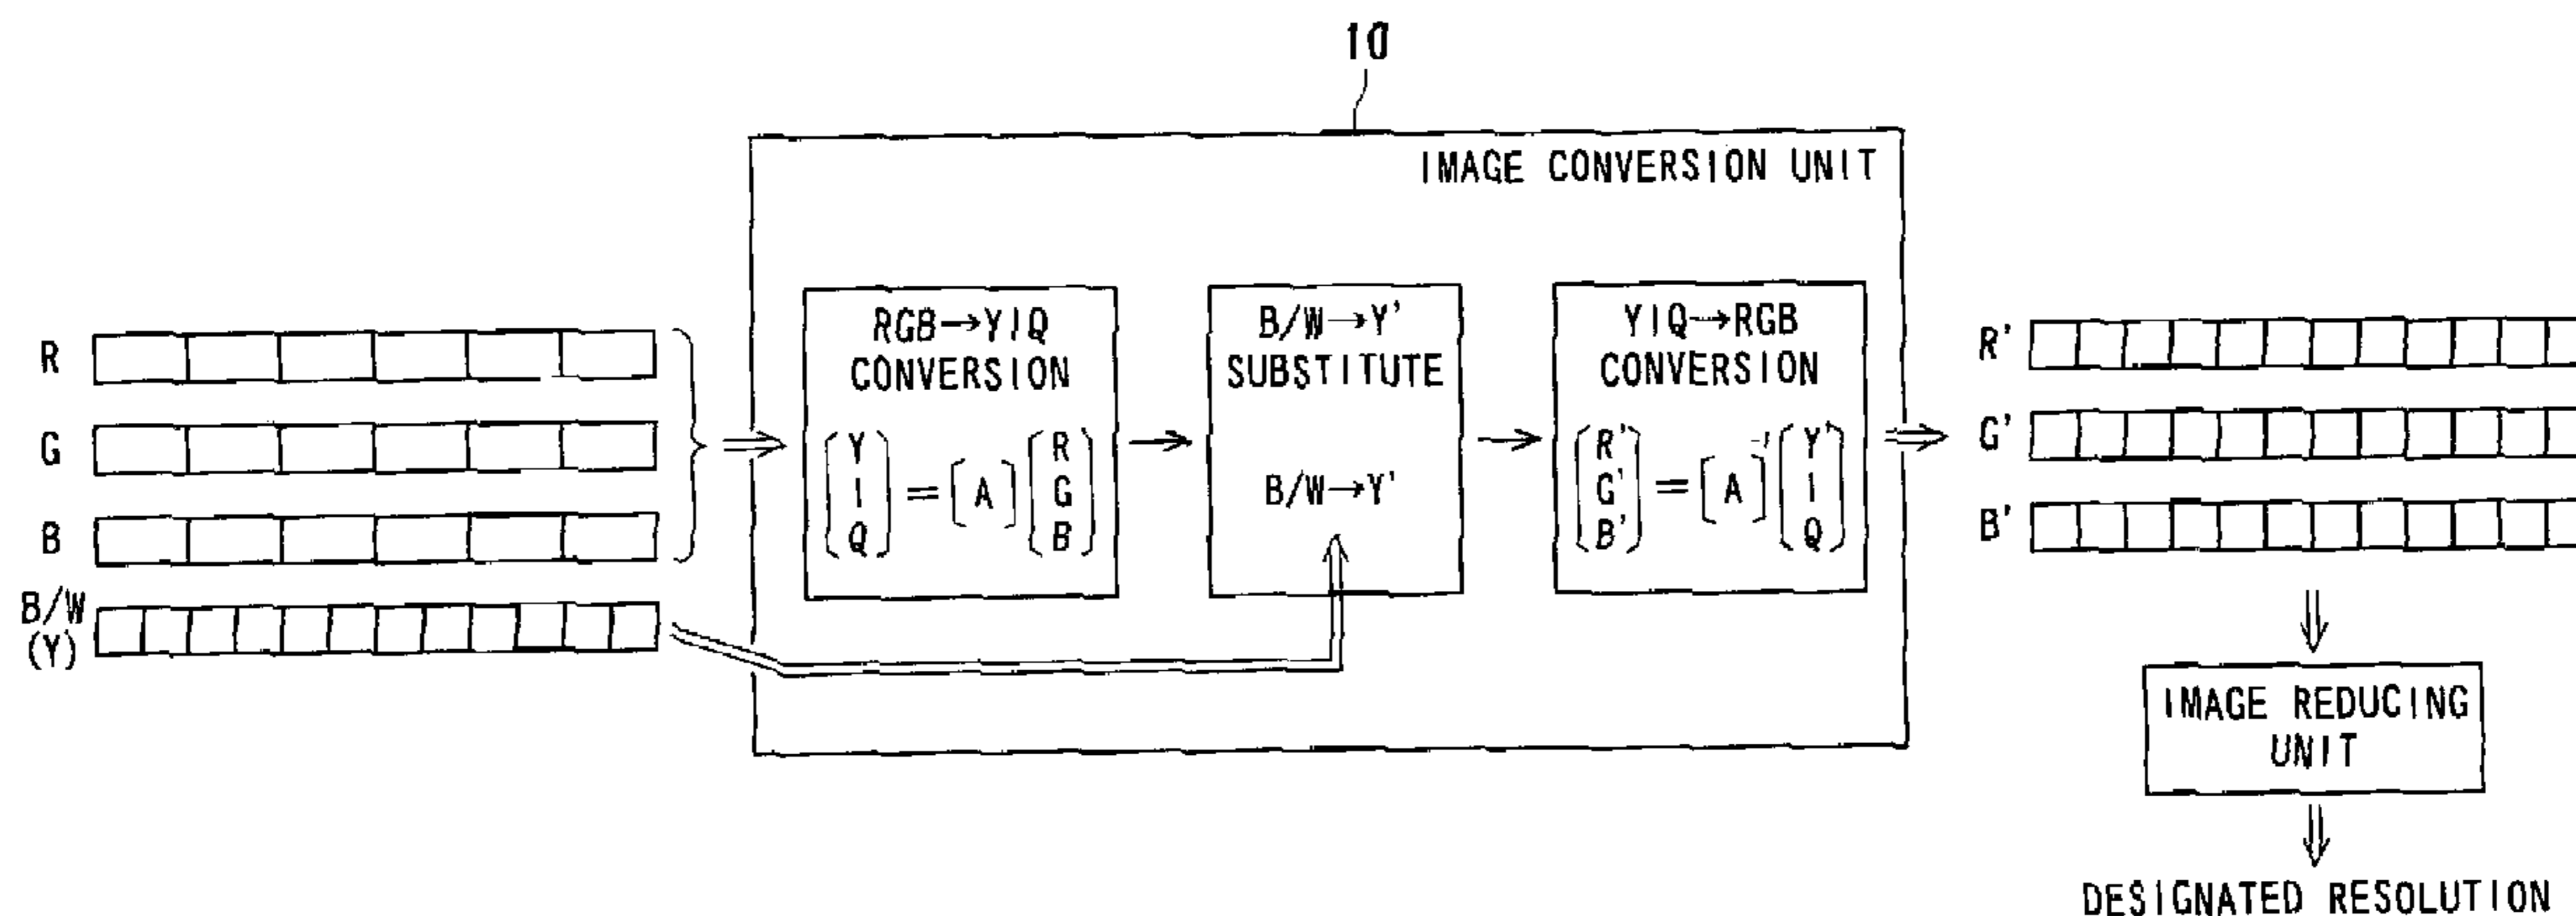 10
IMAGE CONVERSION UNIT
R
G
B
B/W
(Y)
RGB→YIQ
CONVERSION
(Y I Q) = [A] (R G B)
B/W→Y'
SUBSTITUTE
B/W→Y'
YIQ→RGB
CONVERSION
(R' G' B') = [A]⁻¹ (Y' I Q)
R'
G'
B'
IMAGE REDUCING
UNIT
DESIGNATED RESOLUTION